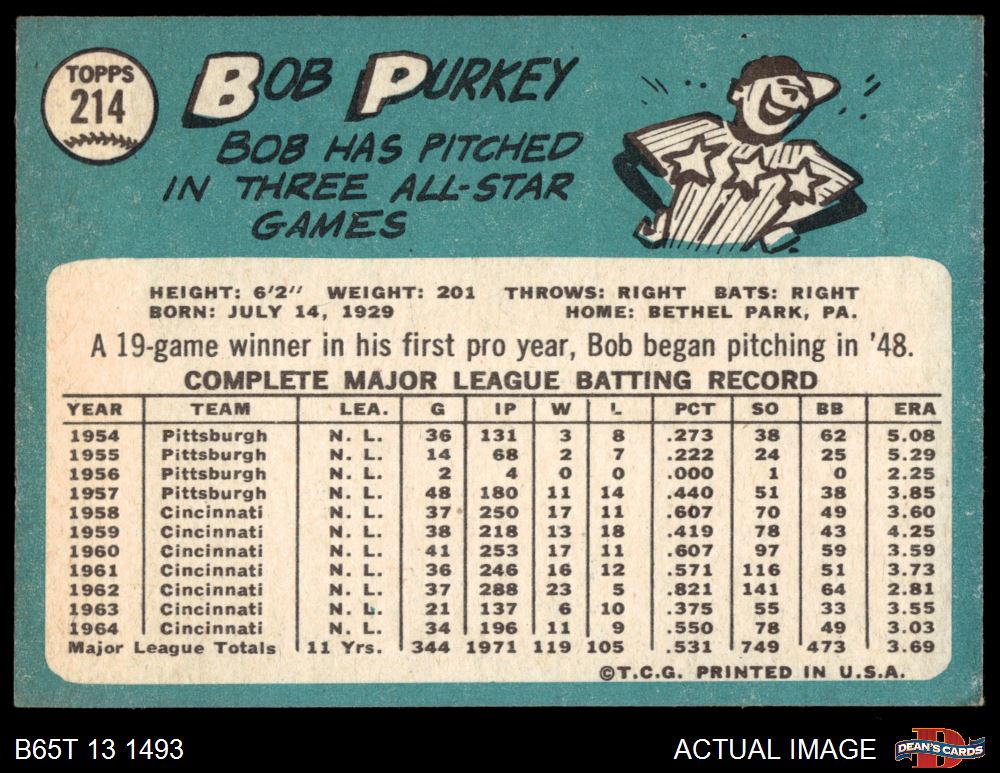 TOPPS
214
BOB PURKEY
BOB HAS PITCHED
IN THREE ALL-STAR
GAMES
HEIGHT: 6'2" WEIGHT: 201 THROWS: RIGHT BATS: RIGHT
BORN: JULY 14, 1929 HOME: BETHEL PARK, PA.
A 19-game winner in his first pro year, Bob began pitching in '48.
COMPLETE MAJOR LEAGUE BATTING RECORD
YEAR TEAM LEA. G IP W L PCT SO BB ERA
1954 Pittsburgh N. L. 36 131 3 8 .273 38 62 5.08
1955 Pittsburgh N. L. 14 68 2 7 .222 24 25 5.29
1956 Pittsburgh N. L. 2 4 0 0 .000 1 0 2.25
1957 Pittsburgh N. L. 48 180 11 14 .440 51 38 3.85
1958 Cincinnati N. L. 37 250 17 11 .607 70 49 3.60
1959 Cincinnati N. L. 38 218 13 18 .419 78 43 4.25
1960 Cincinnati N. L. 41 253 17 11 .607 97 59 3.59
1961 Cincinnati N. L. 36 246 16 12 .571 116 51 3.73
1962 Cincinnati N. L. 37 288 23 5 .821 141 64 2.81
1963 Cincinnati N. L. 21 137 6 10 .375 55 33 3.55
1964 Cincinnati N. L. 34 196 11 9 .550 78 49 3.03
Major League Totals 11 Yrs. 344 1971 119 105 .531 749 473 3.69
©T.C.G. PRINTED IN U.S.A.
B65T 13 1493 ACTUAL IMAGE
DEAN'S CARDS